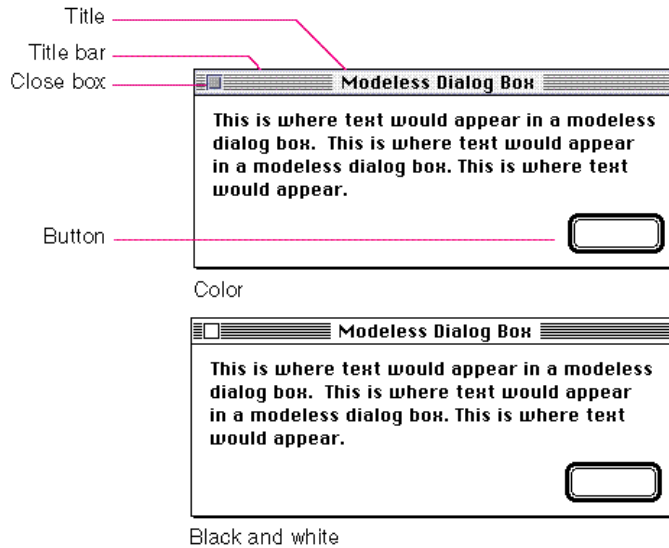 Title
Title bar
Close box
Modeless Dialog Box
This is where text would appear in a modeless
dialog box.  This is where text would appear
in a modeless dialog box. This is where text
would appear.
Button
Color
Modeless Dialog Box
This is where text would appear in a modeless
dialog box.  This is where text would appear
in a modeless dialog box. This is where text
would appear.
Black and white